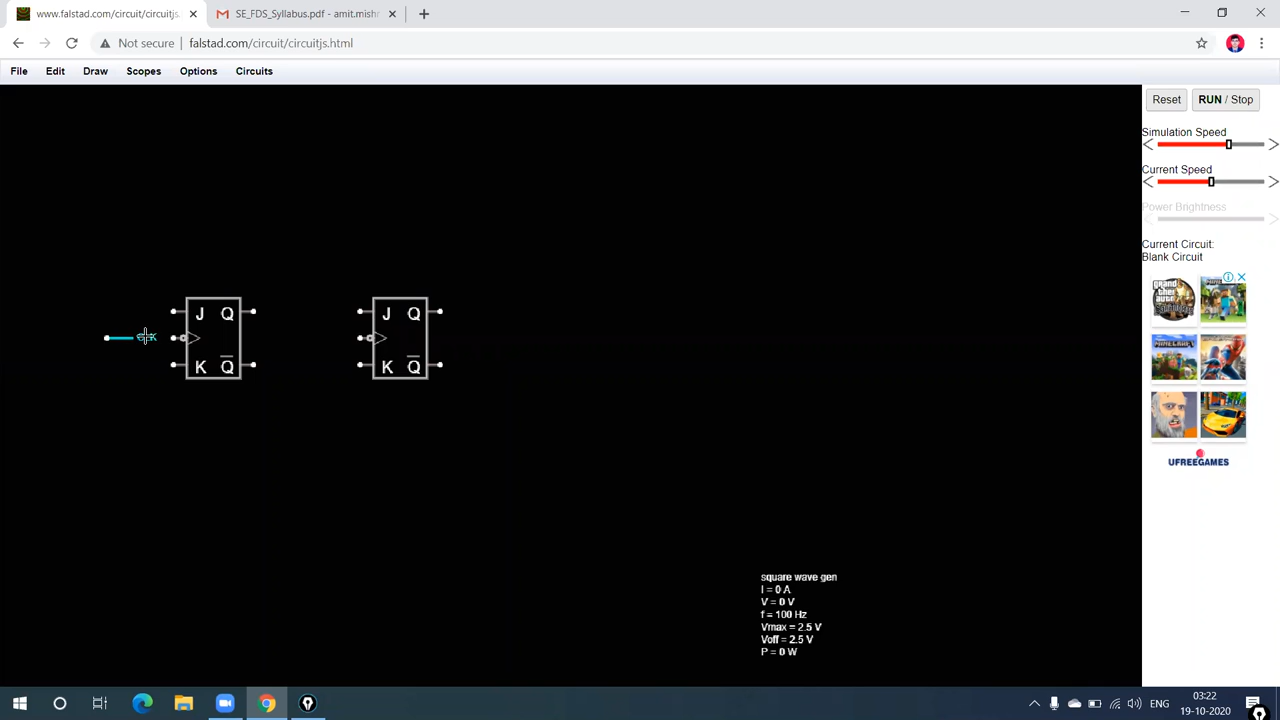 www.falstad.com/circuit/circuitjs.
SE_FDS_Syllabus.pdf - amit.mish
Not secure
falstad.com/circuit/circuitjs.html
File
Edit
Draw
Scopes
Options
Circuits
Reset
RUN / Stop
Simulation Speed
Current Speed
Power Brightness
Current Circuit:
Blank Circuit
J Q
K Q
J Q
K Q
UFREEGAMES
square wave gen
I = 0 A
V = 0 V
f = 100 Hz
Vmax = 2.5 V
Voff = 2.5 V
P = 0 W
ENG
03:22
19-10-2020